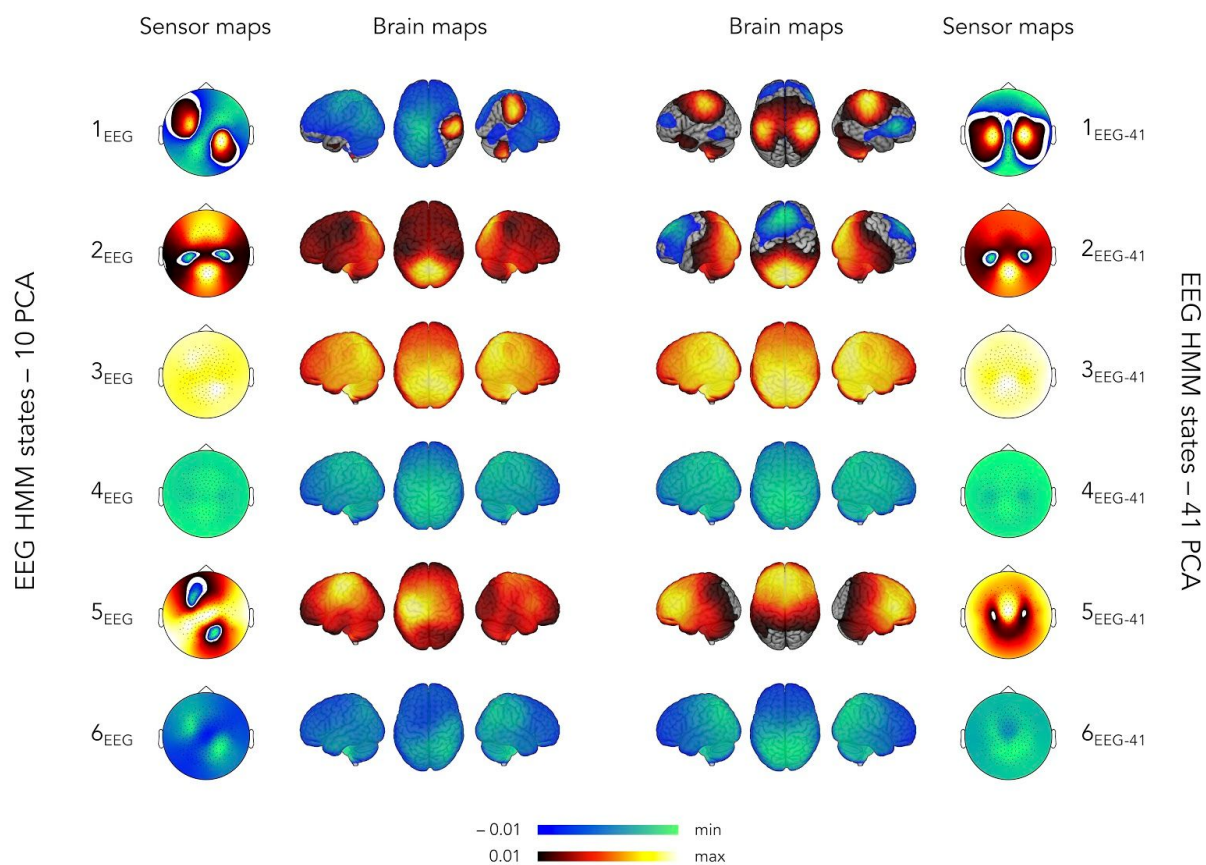 Sensor maps Brain maps Brain maps Sensor maps
1EEG 1EEG-41
2EEG 2EEG-41
3EEG 3EEG-41
4EEG 4EEG-41
5EEG 5EEG-41
6EEG 6EEG-41
EEG HMM states – 10 PCA
EEG HMM states – 41 PCA
– 0.01 min
0.01 max